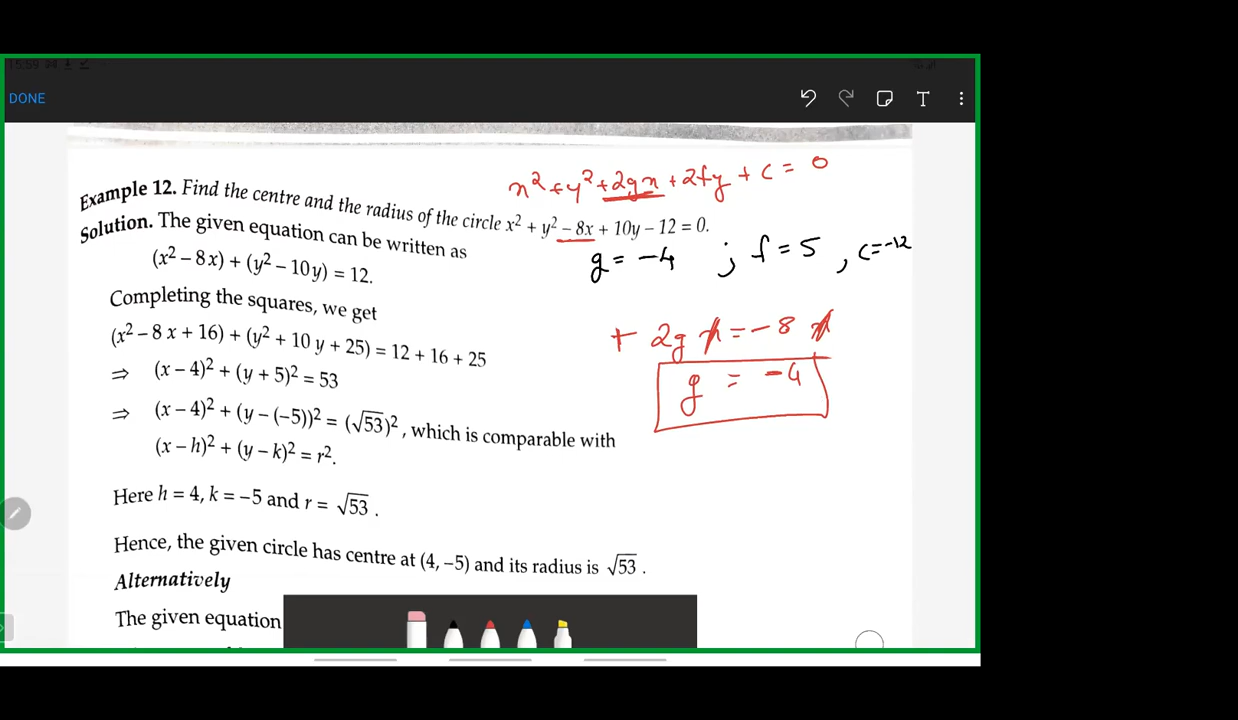 DONE
T
x² + y² + 2gx + 2fy + c = 0
Example 12. Find the centre and the radius of the circle x² + y² – 8x + 10y – 12 = 0.
Solution. The given equation can be written as
g = -4 ; f = 5 , c = -12
(x² – 8x) + (y² – 10y) = 12.
Completing the squares, we get
(x² – 8x + 16) + (y² + 10y + 25) = 12 + 16 + 25
+ 2g x = -8 x
⇒ (x – 4)² + (y + 5)² = 53
g = -4
⇒ (x – 4)² + (y – (–5))² = (√53)², which is comparable with
(x – h)² + (y – k)² = r².
Here h = 4, k = –5 and r = √53 .
Hence, the given circle has centre at (4, –5) and its radius is √53 .
Alternatively
The given equation